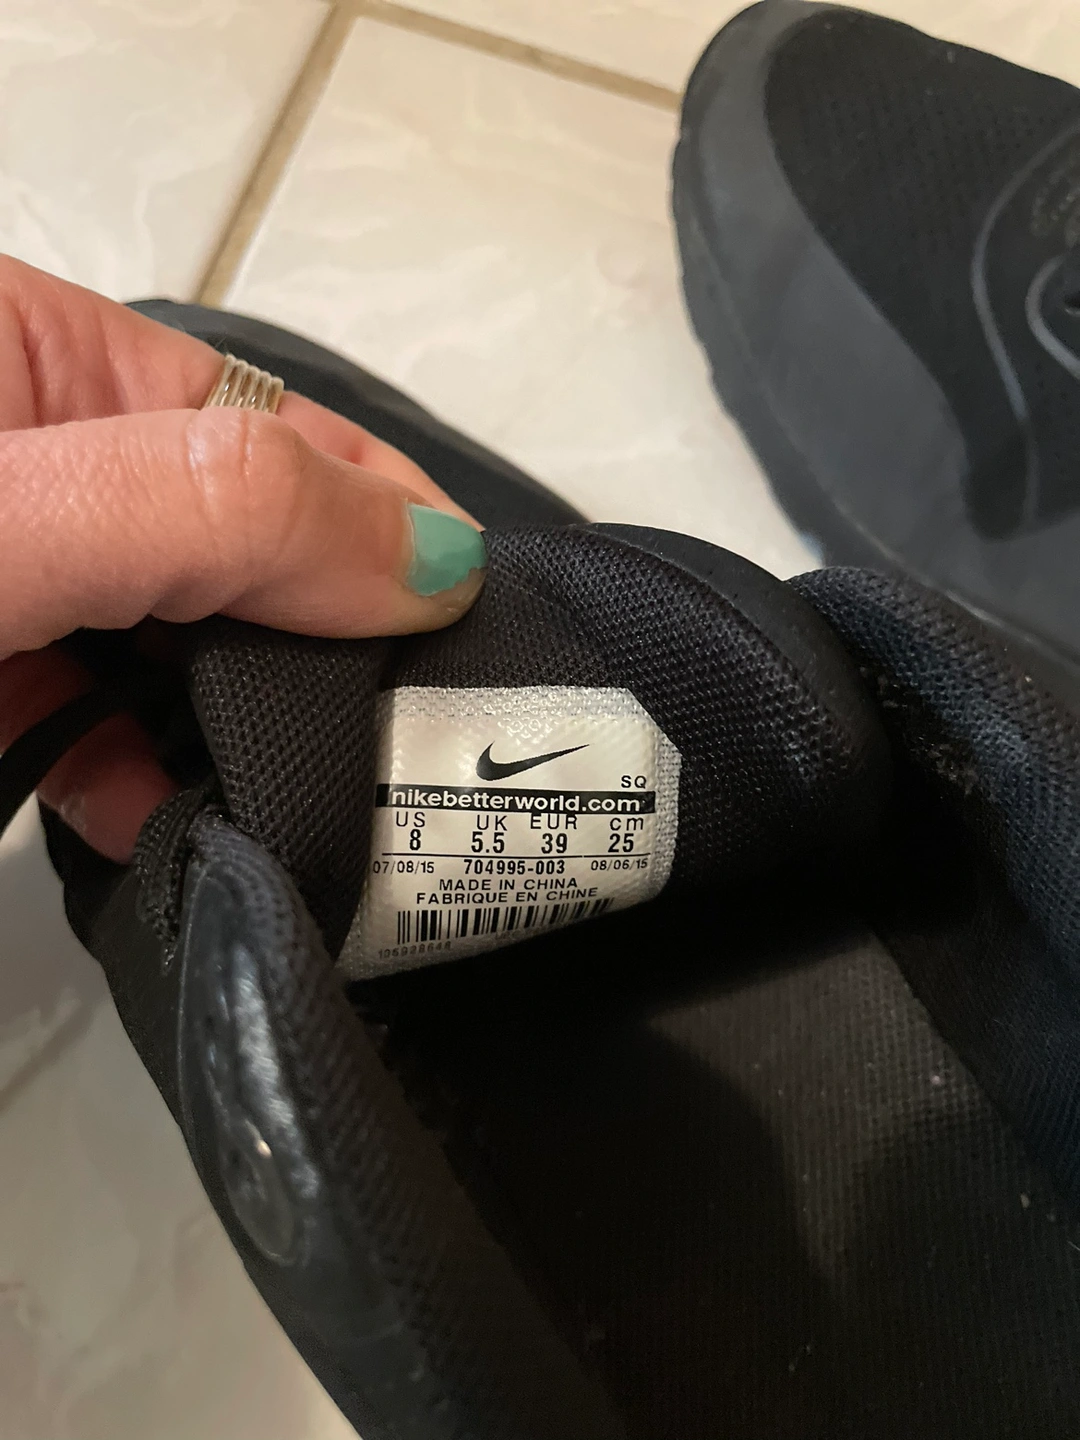 SQ
nikebetterworld.com
US UK EUR cm
8 5.5 39 25
07/08/15 704995-003 08/06/15
MADE IN CHINA
FABRIQUE EN CHINE